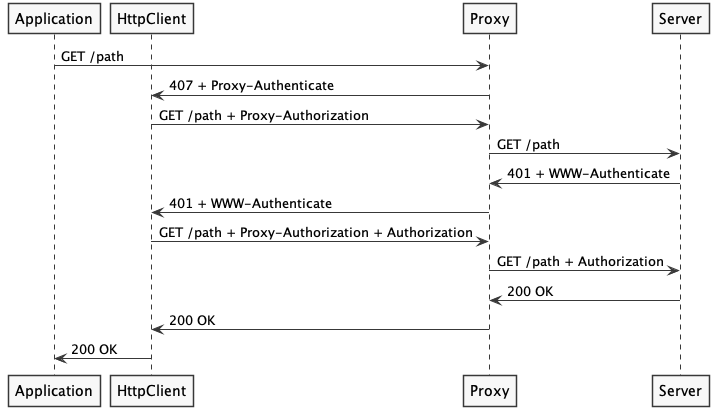 Application HttpClient Proxy Server
GET /path
407 + Proxy-Authenticate
GET /path + Proxy-Authorization
GET /path
401 + WWW-Authenticate
401 + WWW-Authenticate
GET /path + Proxy-Authorization + Authorization
GET /path + Authorization
200 OK
200 OK
200 OK
Application HttpClient Proxy Server